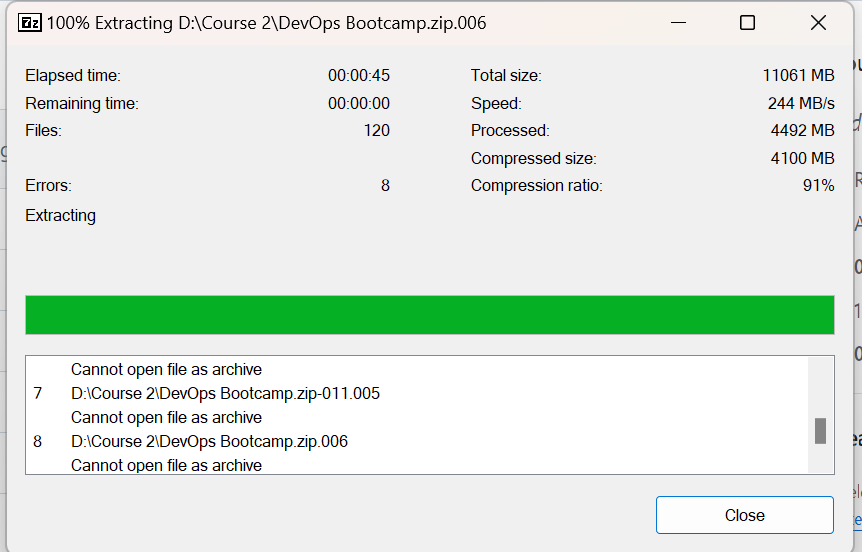 7z 100% Extracting D:\Course 2\DevOps Bootcamp.zip.006
Elapsed time: 00:00:45 Total size: 11061 MB
Remaining time: 00:00:00 Speed: 244 MB/s
Files: 120 Processed: 4492 MB
Compressed size: 4100 MB
Errors: 8 Compression ratio: 91%
Extracting
Cannot open file as archive
7 D:\Course 2\DevOps Bootcamp.zip-011.005
Cannot open file as archive
8 D:\Course 2\DevOps Bootcamp.zip.006
Cannot open file as archive
Close